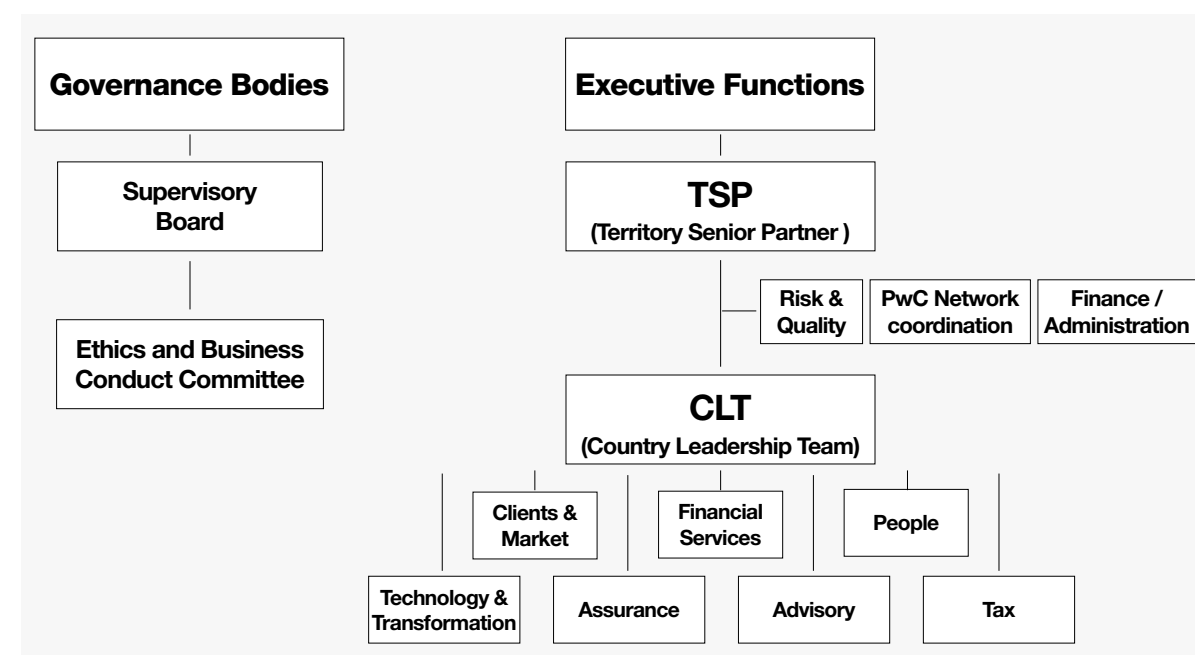 Governance Bodies
Supervisory
Board
Ethics and Business
Conduct Committee
Executive Functions
TSP
(Territory Senior Partner )
Risk &
Quality
PwC Network
coordination
Finance /
Administration
CLT
(Country Leadership Team)
Clients &
Market
Financial
Services
People
Technology &
Transformation
Assurance
Advisory
Tax